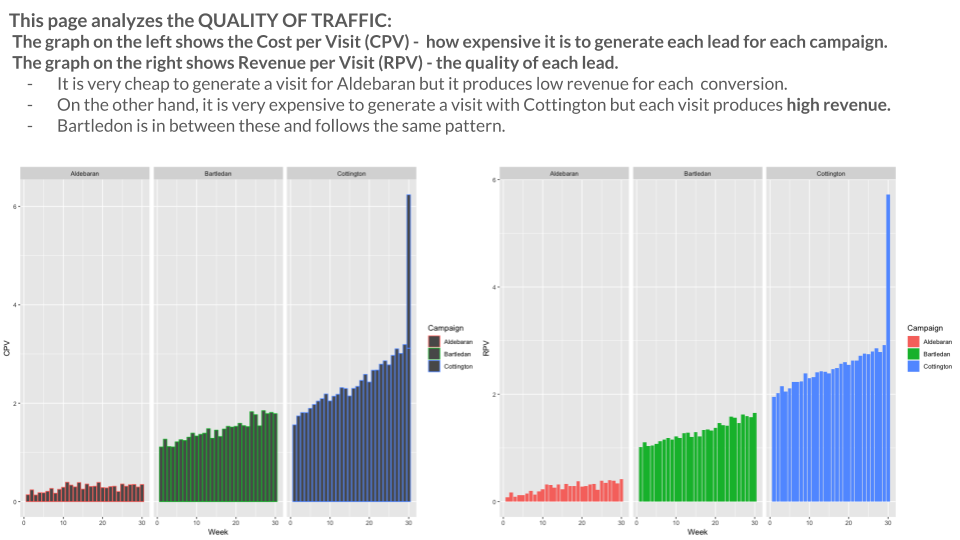 This page analyzes the QUALITY OF TRAFFIC:
The graph on the left shows the Cost per Visit (CPV) - how expensive it is to generate each lead for each campaign.
The graph on the right shows Revenue per Visit (RPV) - the quality of each lead.
- It is very cheap to generate a visit for Aldebaran but it produces low revenue for each conversion.
- On the other hand, it is very expensive to generate a visit with Cottington but each visit produces high revenue.
- Bartledon is in between these and follows the same pattern.
Aldebaran Bartledan Cottington
6
4
2
0
CPV
0 10 20 30 0 10 20 30 0 10 20 30
Week
Campaign
Aldebaran
Bartledan
Cottington
Aldebaran Bartledan Cottington
6
4
2
0
RPV
0 10 20 30 0 10 20 30 0 10 20 30
Week
Campaign
Aldebaran
Bartledan
Cottington